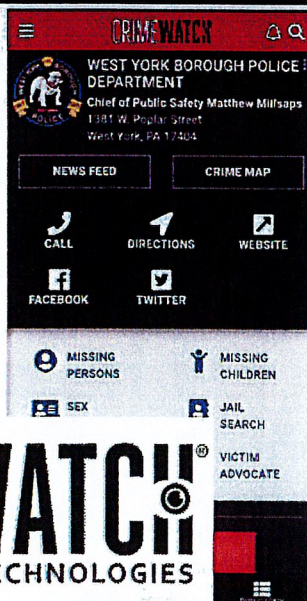 CRIMEWATCH
WEST YORK BOROUGH POLICE
DEPARTMENT
Chief of Public Safety Matthew Millsaps
1381 W. Poplar Street
West York, PA 17404
NEWS FEED
CRIME MAP
CALL
DIRECTIONS
WEBSITE
FACEBOOK
TWITTER
MISSING
PERSONS
MISSING
CHILDREN
SEX
JAIL
SEARCH
VICTIM
ADVOCATE
WATCH®
TECHNOLOGIES